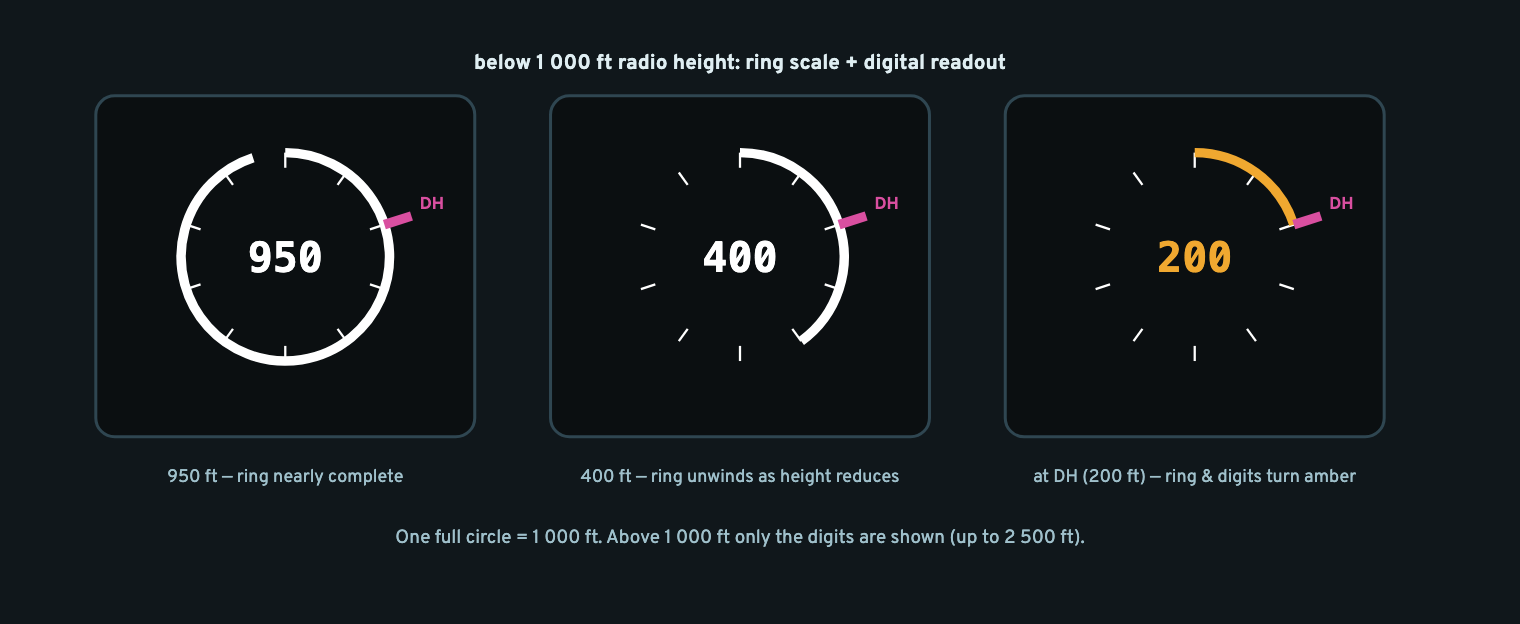 below 1 000 ft radio height: ring scale + digital readout
DH
950
DH
400
DH
200
950 ft – ring nearly complete
400 ft – ring unwinds as height reduces
at DH (200 ft) – ring & digits turn amber
One full circle = 1 000 ft. Above 1 000 ft only the digits are shown (up to 2 500 ft).